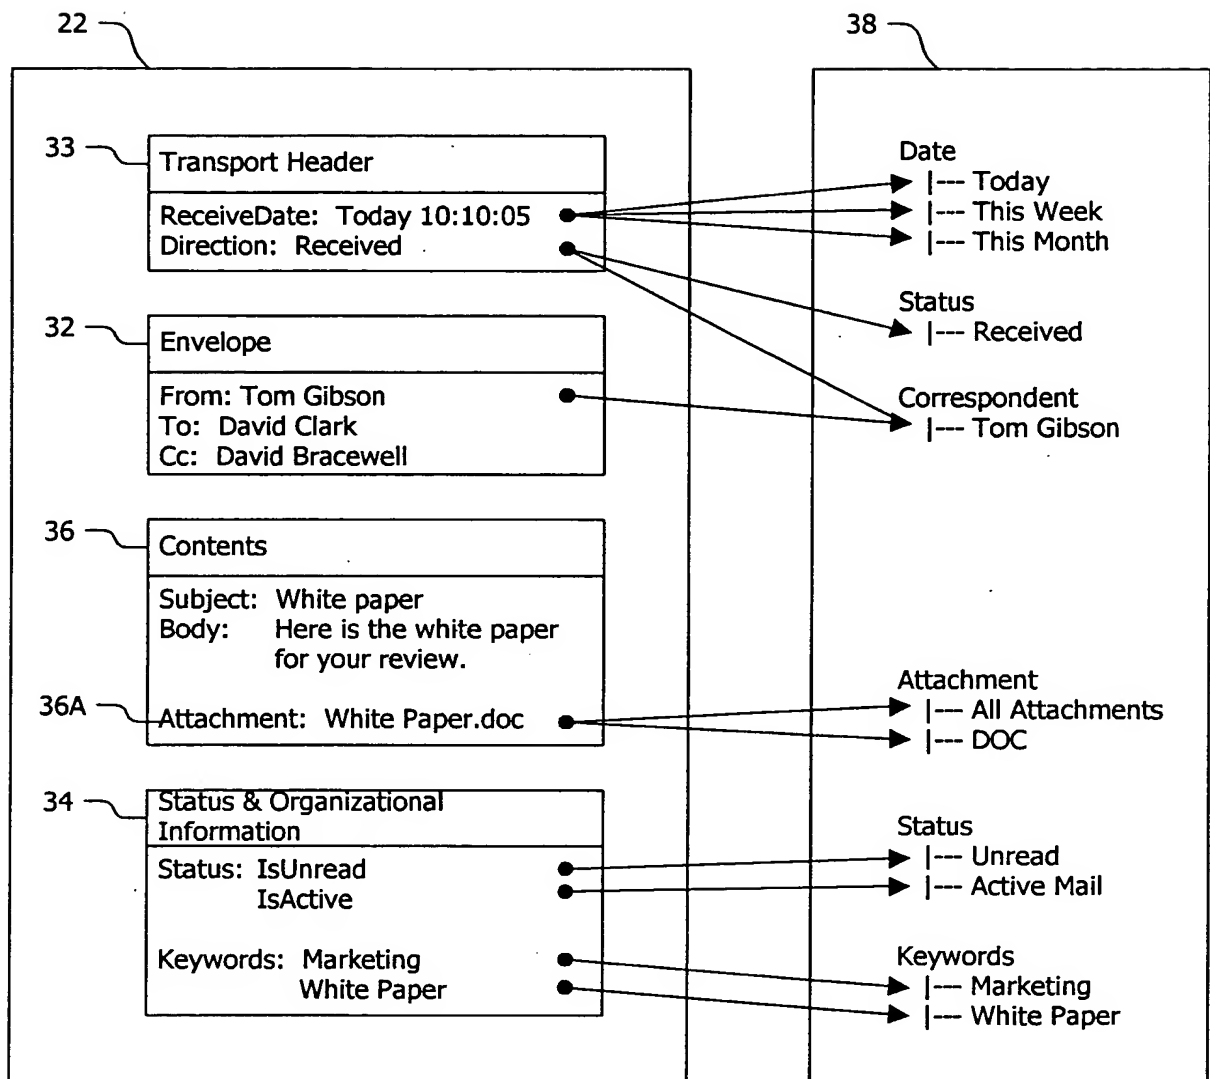 22
38
33
Transport Header
ReceiveDate: Today 10:10:05
Direction: Received
32
Envelope
From: Tom Gibson
To: David Clark
Cc: David Bracewell
36
Contents
Subject: White paper
Body: Here is the white paper
for your review.
36A
Attachment: White Paper.doc
34
Status & Organizational
Information
Status: IsUnread
IsActive
Keywords: Marketing
White Paper
Date
|--- Today
|--- This Week
|--- This Month
Status
|--- Received
Correspondent
|--- Tom Gibson
Attachment
|--- All Attachments
|--- DOC
Status
|--- Unread
|--- Active Mail
Keywords
|--- Marketing
|--- White Paper